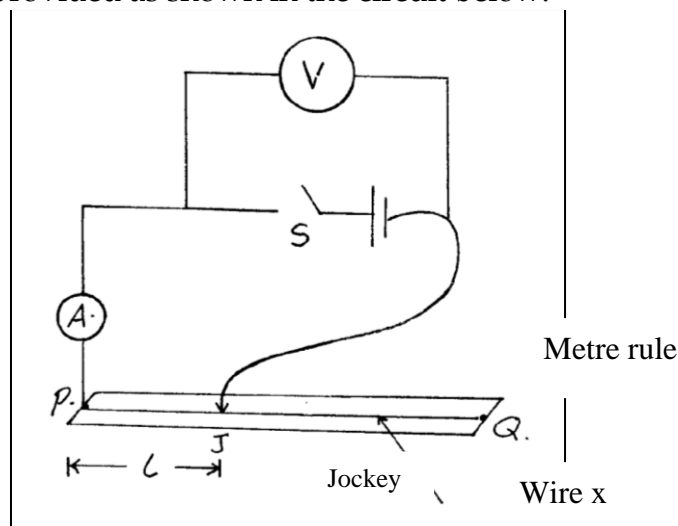 provided as shown in the circuit below.
V
S
A.
Metre rule
P.
Q.
J
L
Jockey
Wire x